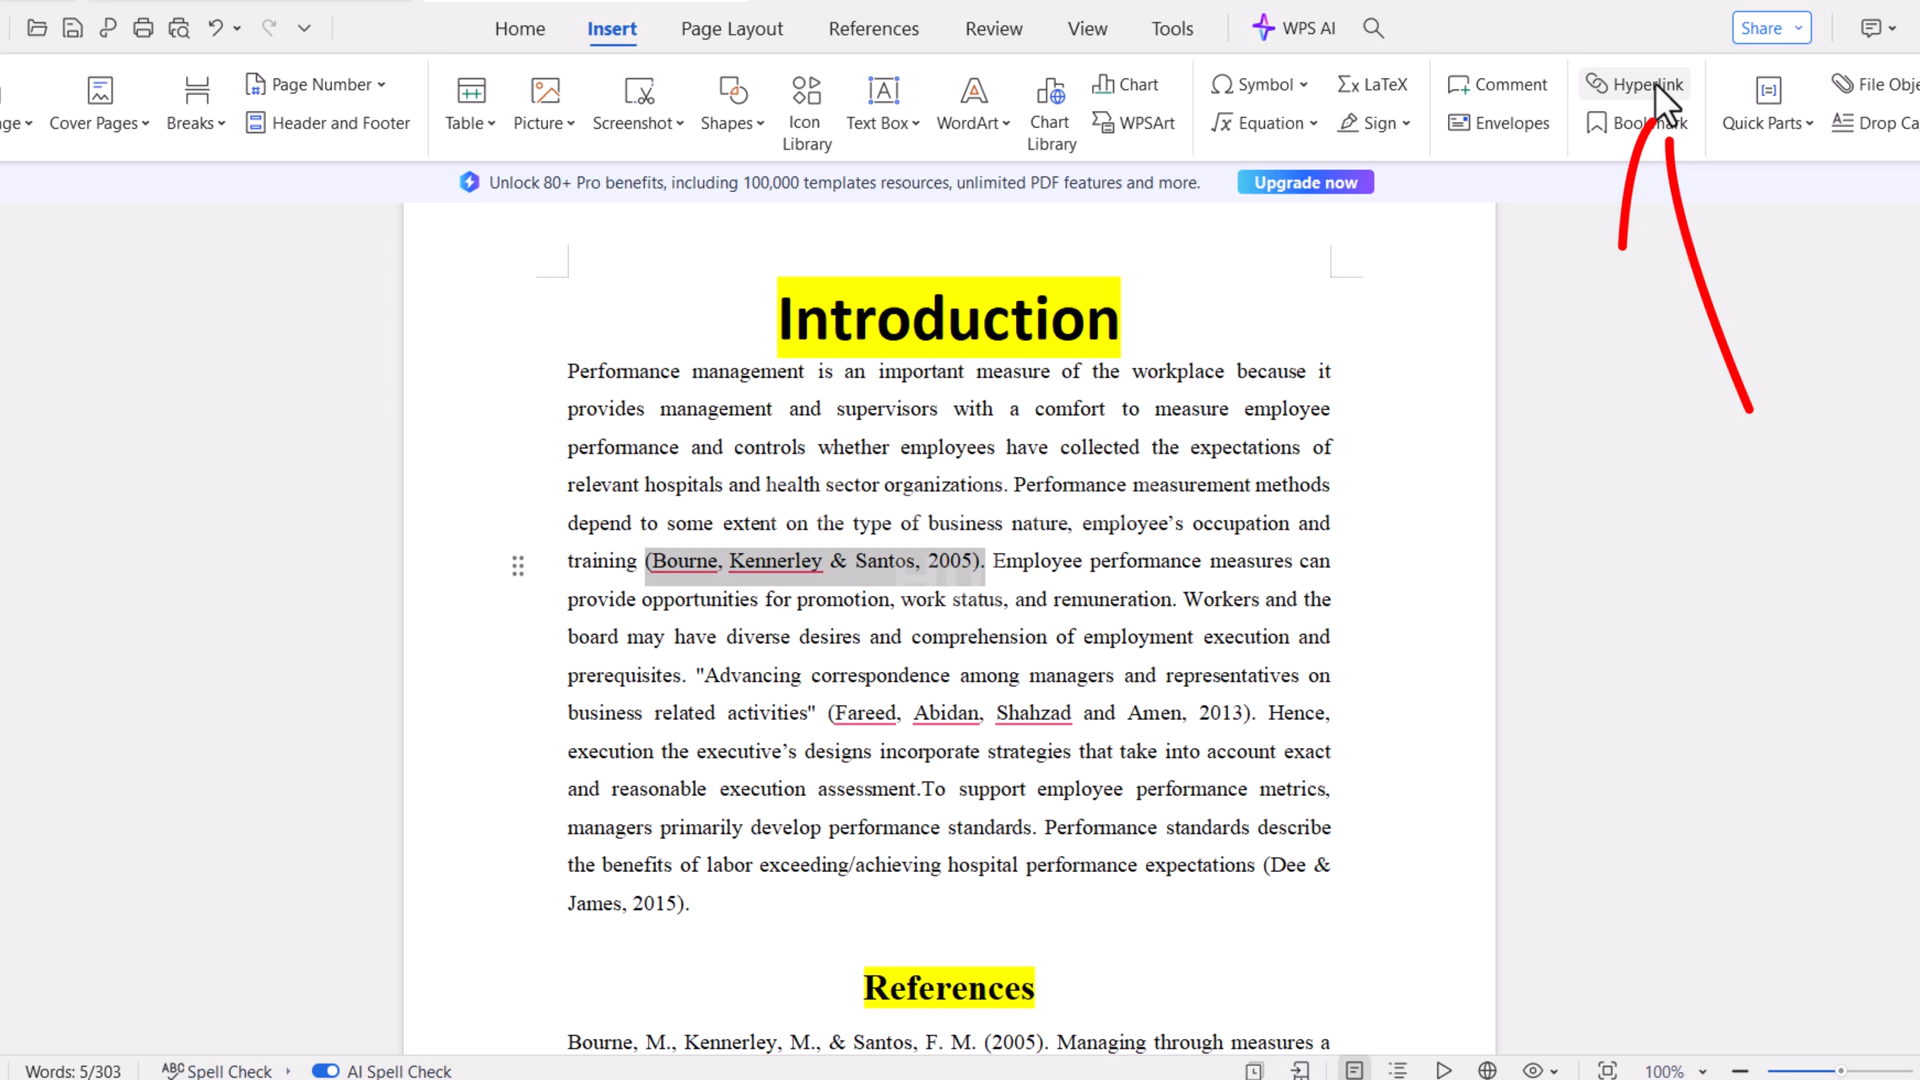 Home Insert Page Layout References Review View Tools WPS AI Share
Page Number Symbol LaTeX Comment Hyperlink File Obje
Chart
Cover Pages Breaks Header and Footer Table Picture Screenshot Shapes Icon Library Text Box WordArt Chart Library WPSArt Equation Sign Envelopes Bookmark Quick Parts Drop Ca
Unlock 80+ Pro benefits, including 100,000 templates resources, unlimited PDF features and more. Upgrade now
Introduction
Performance management is an important measure of the workplace because it
provides management and supervisors with a comfort to measure employee
performance and controls whether employees have collected the expectations of
relevant hospitals and health sector organizations. Performance measurement methods
depend to some extent on the type of business nature, employee’s occupation and
training (Bourne, Kennerley & Santos, 2005). Employee performance measures can
provide opportunities for promotion, work status, and remuneration. Workers and the
board may have diverse desires and comprehension of employment execution and
prerequisites. "Advancing correspondence among managers and representatives on
business related activities" (Fareed, Abidan, Shahzad and Amen, 2013). Hence,
execution the executive’s designs incorporate strategies that take into account exact
and reasonable execution assessment.To support employee performance metrics,
managers primarily develop performance standards. Performance standards describe
the benefits of labor exceeding/achieving hospital performance expectations (Dee &
James, 2015).
References
Bourne, M., Kennerley, M., & Santos, F. M. (2005). Managing through measures a
Words: 5/303 ABC Spell Check AI Spell Check 100%